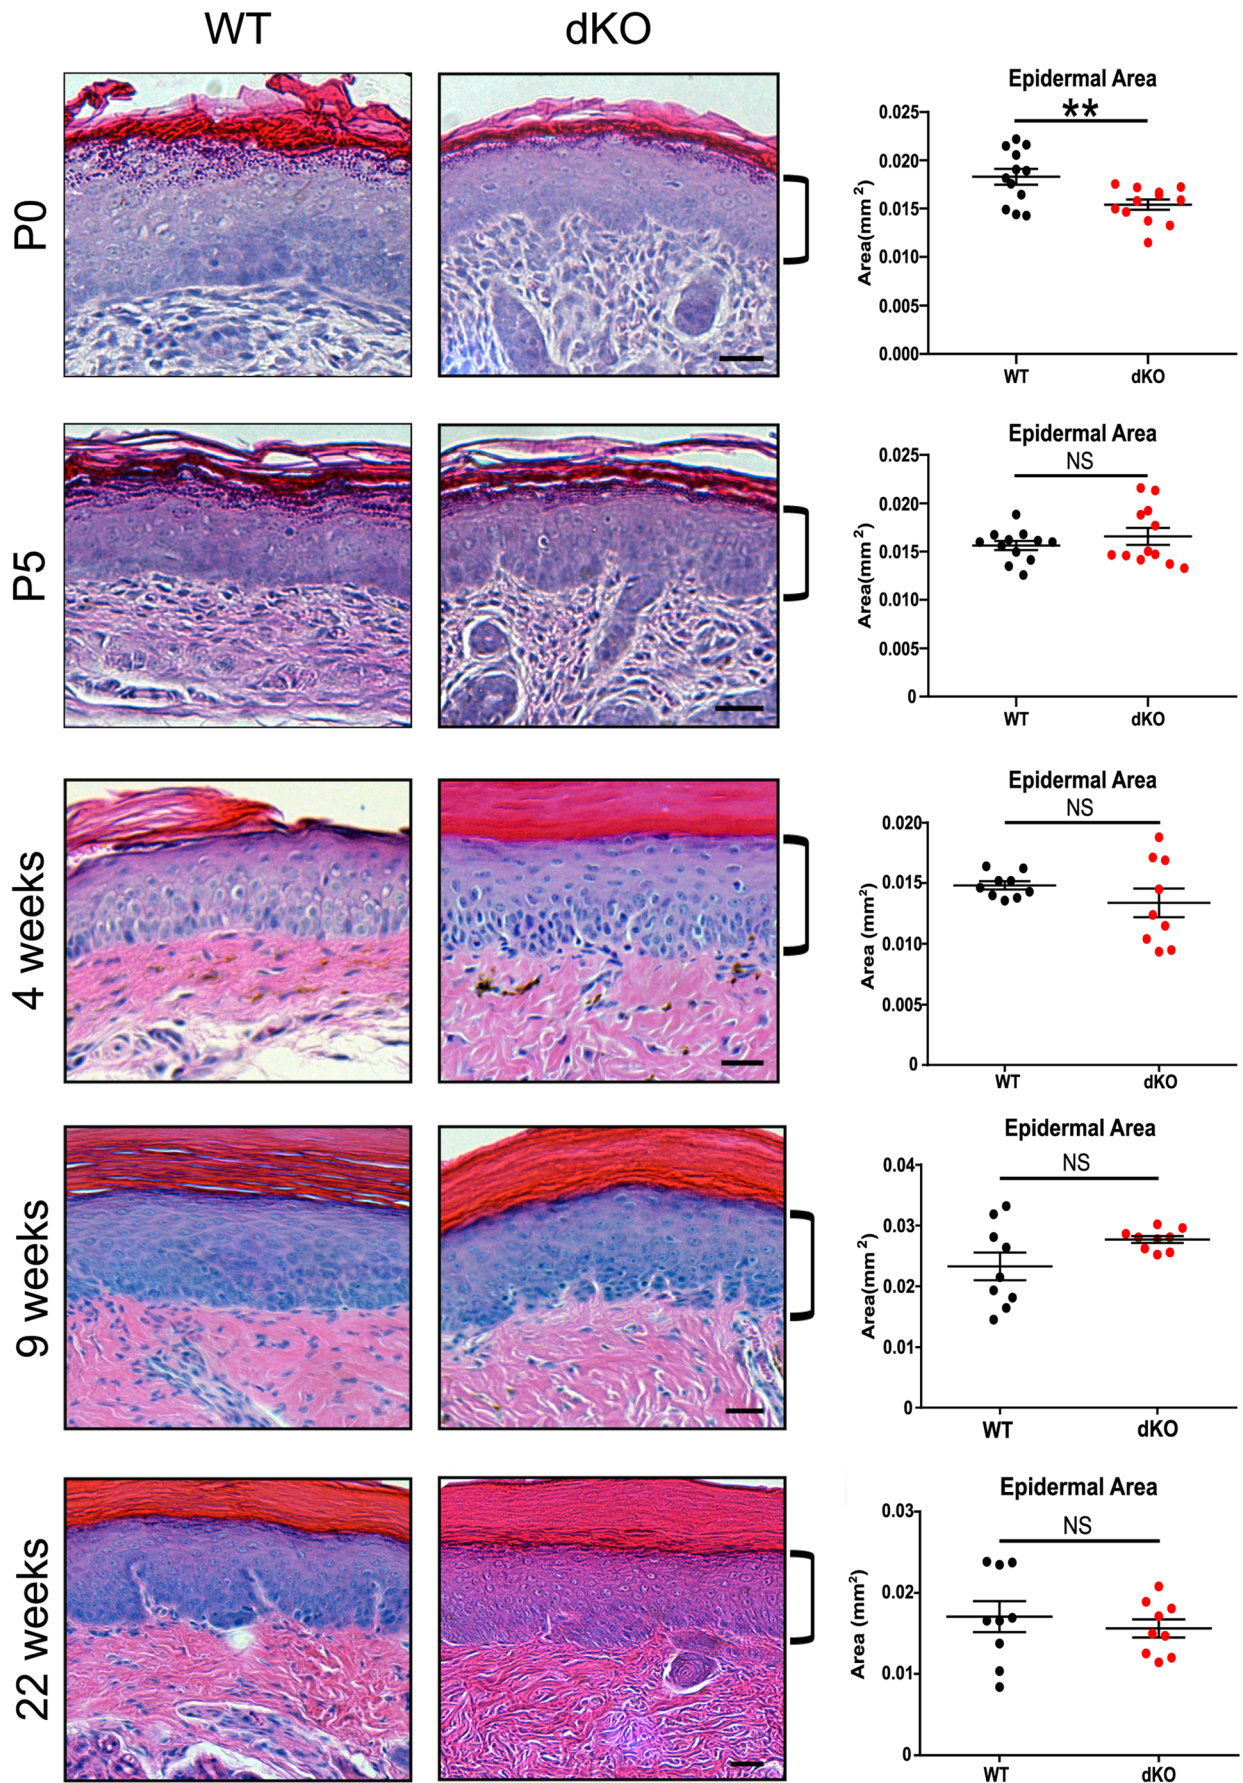 WT dKO
P0
Epidermal Area
**
0.025
0.020
0.015
0.010
0.005
0.000
Area(mm²)
WT dKO
P5
Epidermal Area
NS
0.025
0.020
0.015
0.010
0.005
0
Area(mm²)
WT dKO
4 weeks
Epidermal Area
NS
0.020
0.015
0.010
0.005
0
Area (mm²)
WT dKO
9 weeks
Epidermal Area
NS
0.04
0.03
0.02
0.01
0
Area(mm²)
WT dKO
22 weeks
Epidermal Area
NS
0.03
0.02
0.01
0
Area (mm²)
WT dKO